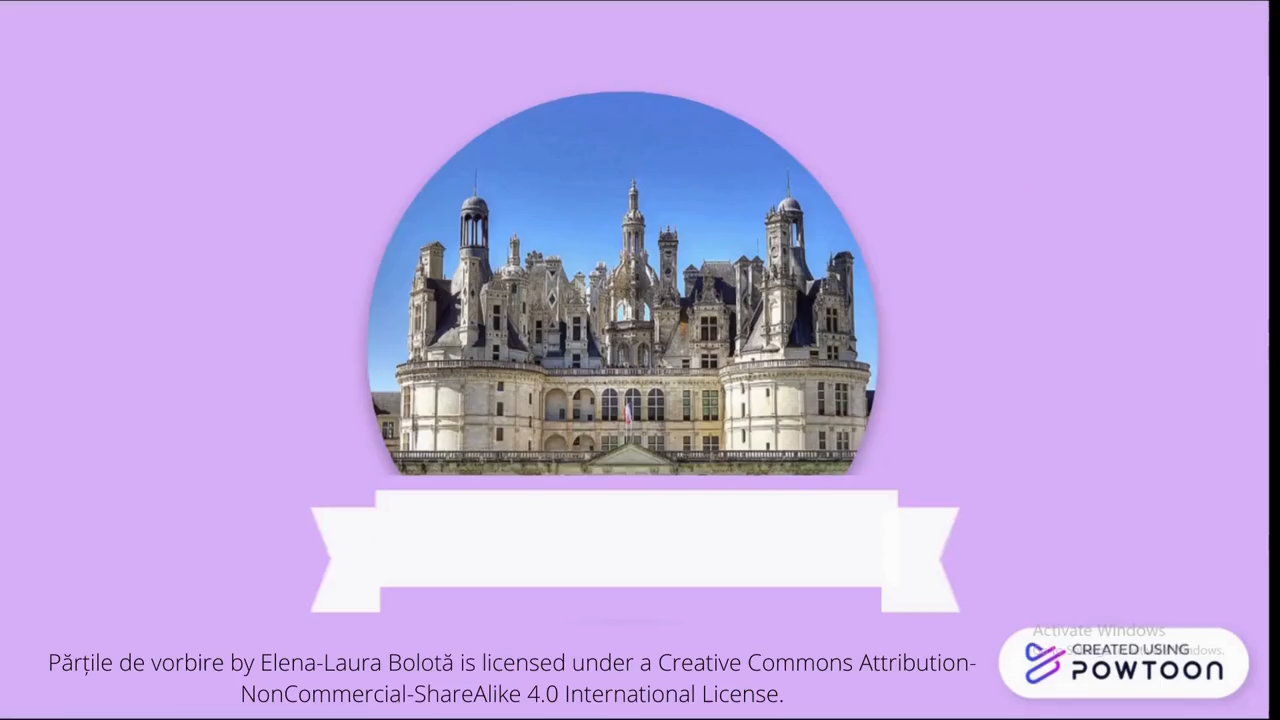 Părțile de vorbire by Elena-Laura Bolotă is licensed under a Creative Commons Attribution-
NonCommercial-ShareAlike 4.0 International License.
Activate Windows
CREATED USING
POWTOON